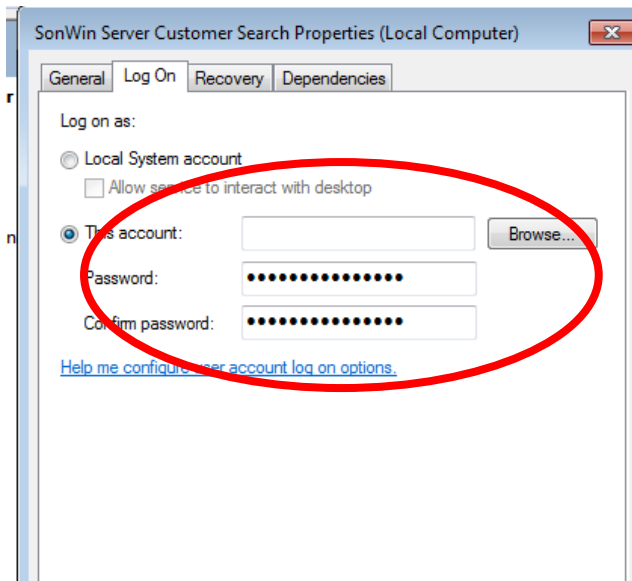 SonWin Server Customer Search Properties (Local Computer)
General Log On Recovery Dependencies
r
Log on as:
Local System account
Allow service to interact with desktop
n
This account: Browse...
Password: •••••••••••••••
Confirm password: •••••••••••••••
Help me configure user account log on options.